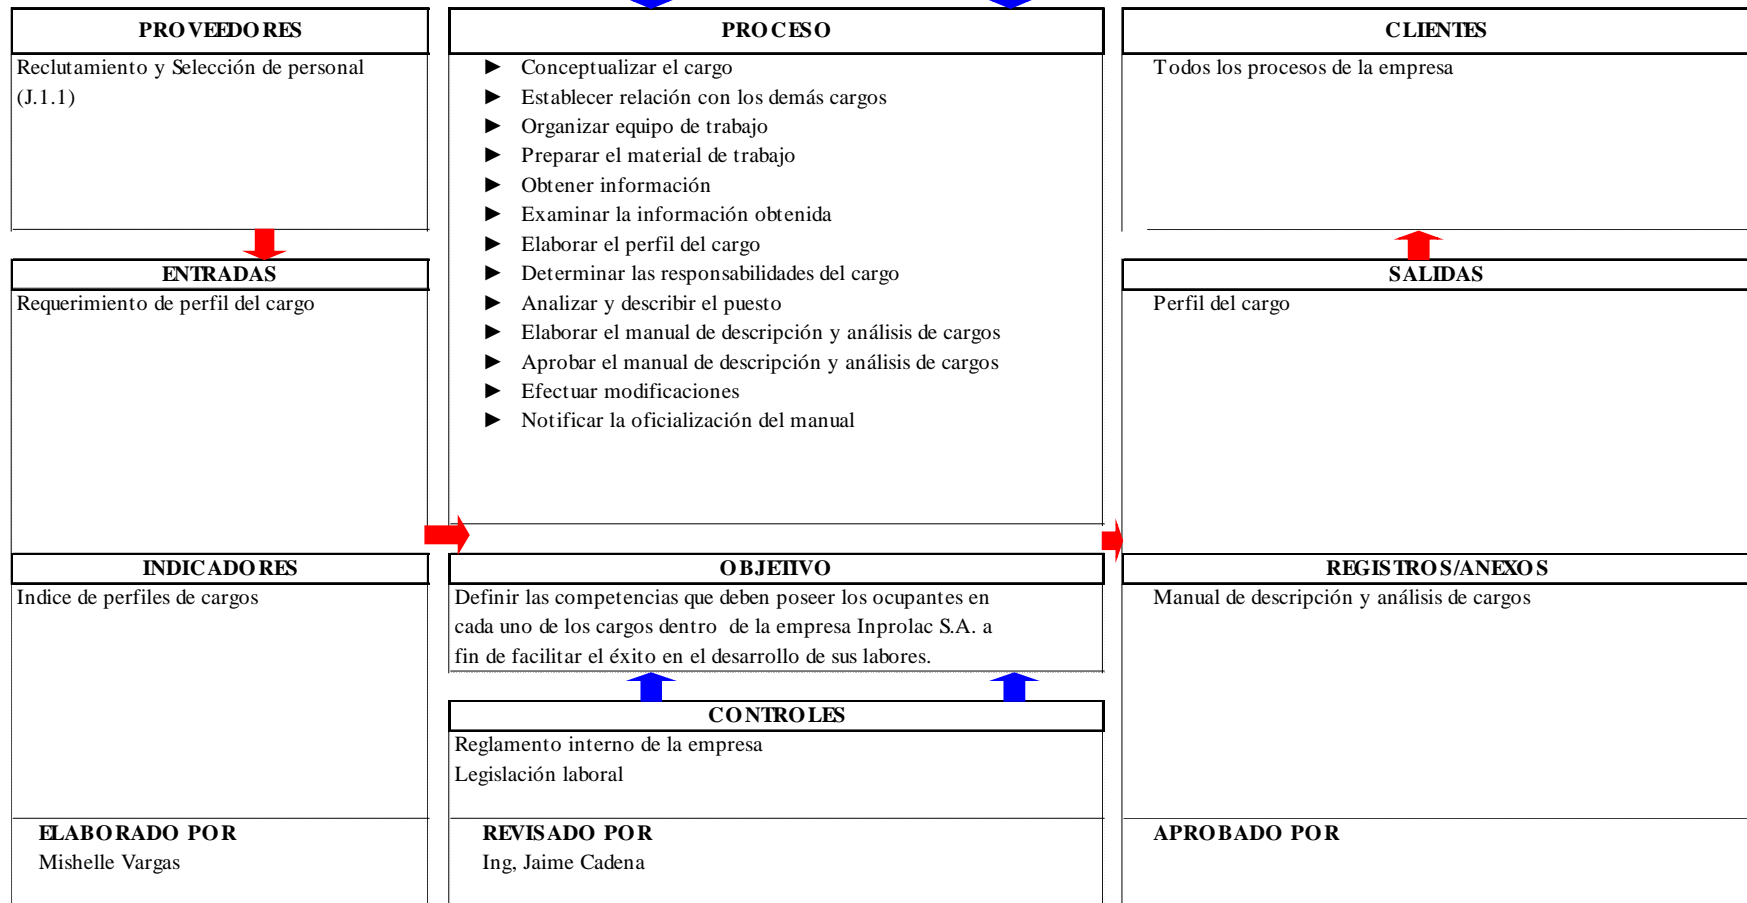 PROVEEDORES
Reclutamiento y Selección de personal
(J.1.1)
ENTRADAS
Requerimiento de perfil del cargo
INDICADORES
Indice de perfiles de cargos
ELABORADO POR
Mishelle Vargas
PROCESO
► Conceptualizar el cargo
► Establecer relación con los demás cargos
► Organizar equipo de trabajo
► Preparar el material de trabajo
► Obtener información
► Examinar la información obtenida
► Elaborar el perfil del cargo
► Determinar las responsabilidades del cargo
► Analizar y describir el puesto
► Elaborar el manual de descripción y análisis de cargos
► Aprobar el manual de descripción y análisis de cargos
► Efectuar modificaciones
► Notificar la oficialización del manual
OBJETIVO
Definir las competencias que deben poseer los ocupantes en
cada uno de los cargos dentro de la empresa Inprolac S.A. a
fin de facilitar el éxito en el desarrollo de sus labores.
CONTROLES
Reglamento interno de la empresa
Legislación laboral
REVISADO POR
Ing, Jaime Cadena
CLIENTES
Todos los procesos de la empresa
SALIDAS
Perfil del cargo
REGISTROS/ANEXOS
Manual de descripción y análisis de cargos
APROBADO POR